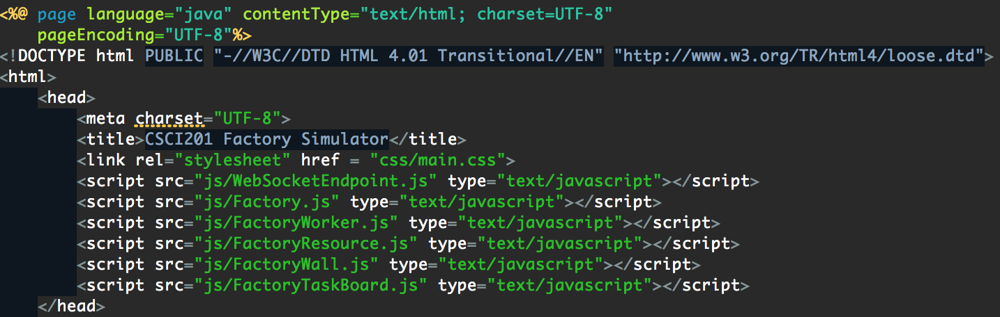 <%@ page language="java" contentType="text/html; charset=UTF-8"
    pageEncoding="UTF-8"%>
<!DOCTYPE html PUBLIC "-//W3C//DTD HTML 4.01 Transitional//EN" "http://www.w3.org/TR/html4/loose.dtd">
<html>
    <head>
        <meta charset="UTF-8">
        <title>CSCI201 Factory Simulator</title>
        <link rel="stylesheet" href = "css/main.css">
        <script src="js/WebSocketEndpoint.js" type="text/javascript"></script>
        <script src="js/Factory.js" type="text/javascript"></script>
        <script src="js/FactoryWorker.js" type="text/javascript"></script>
        <script src="js/FactoryResource.js" type="text/javascript"></script>
        <script src="js/FactoryWall.js" type="text/javascript"></script>
        <script src="js/FactoryTaskBoard.js" type="text/javascript"></script>
    </head>